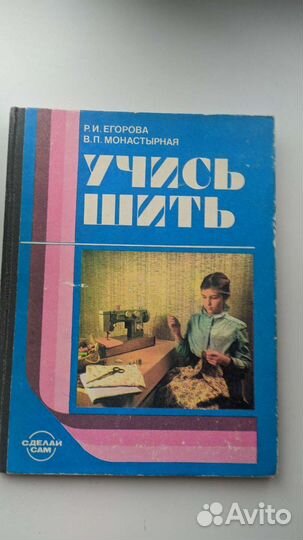 Р.И. ЕГОРОВА
В.П. МОНАСТЫРНАЯ
УЧИСЬ
ШИТЬ
СДЕЛАЙ
САМ
Avito